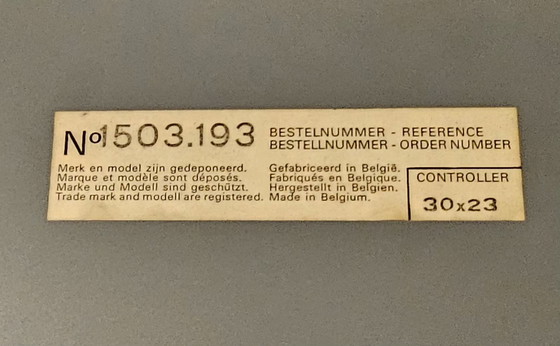 Nº 1503.193
BESTELNUMMER - REFERENCE
BESTELLNUMMER - ORDER NUMBER
Merk en model zijn gedeponeerd.
Marque et modèle sont déposés.
Marke und Modell sind geschützt.
Trade mark and modell are registered.
Gefabriceerd in België.
Fabriqués en Belgique.
Hergestellt in Belgien.
Made in Belgium.
CONTROLLER
30x23